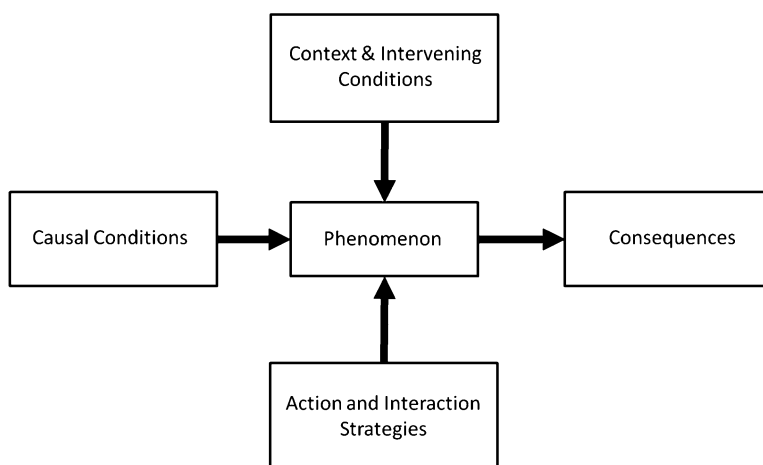 Context & Intervening
Conditions
Causal Conditions
Phenomenon
Consequences
Action and Interaction
Strategies